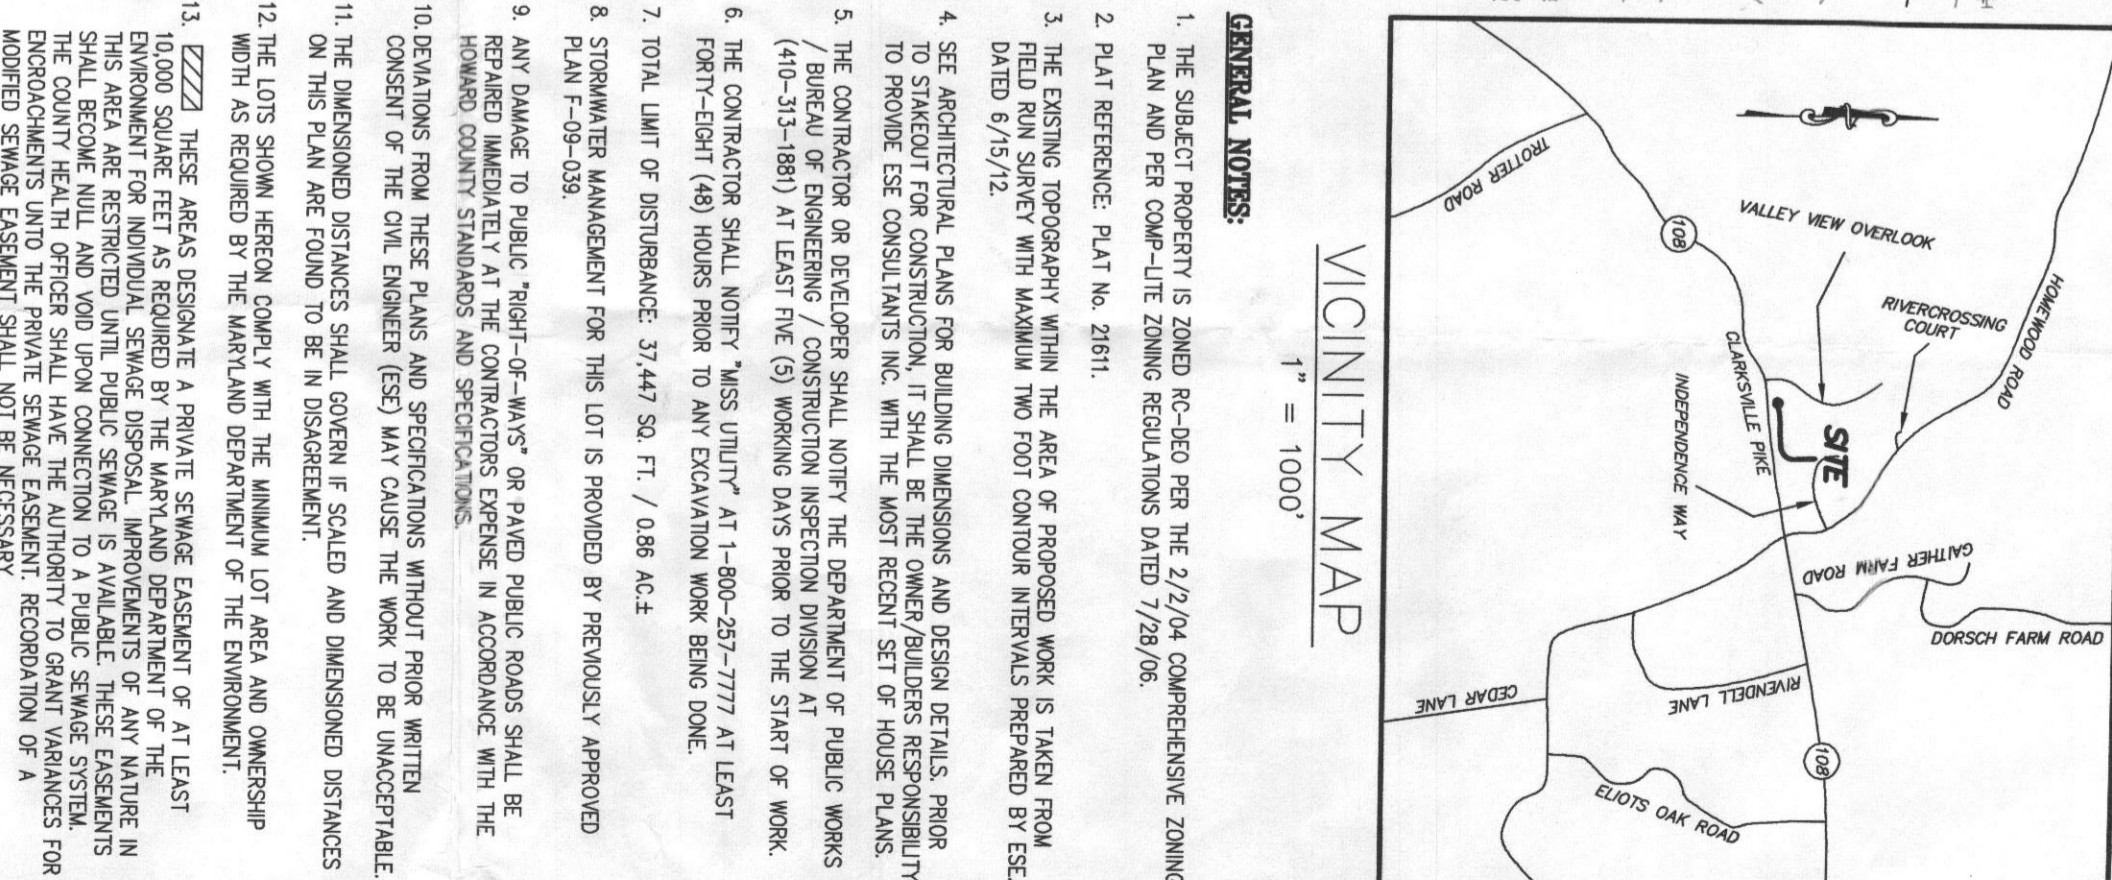 HOMEWOOD ROAD
VALLEY VIEW OVERLOOK
RIVERCROSSING
COURT
SITE
INDEPENDENCE WAY
CLARKSVILLE PIKE
108
TROTTER ROAD
GAITHER FARM ROAD
DORSCH FARM ROAD
RIVENDELL LANE
CEDAR LANE
108
ELIOTS OAK ROAD
VICINITY MAP
1" = 1000'
GENERAL NOTES:
1. THE SUBJECT PROPERTY IS ZONED RC-DEO PER THE 2/2/04 COMPREHENSIVE ZONING
PLAN AND PER COMP-LITE ZONING REGULATIONS DATED 7/28/06.
2. PLAT REFERENCE: PLAT No. 21611.
3. THE EXISTING TOPOGRAPHY WITHIN THE AREA OF PROPOSED WORK IS TAKEN FROM
FIELD RUN SURVEY WITH MAXIMUM TWO FOOT CONTOUR INTERVALS PREPARED BY ESE.
DATED 6/15/12.
4. SEE ARCHITECTURAL PLANS FOR BUILDING DIMENSIONS AND DESIGN DETAILS. PRIOR
TO STAKEOUT FOR CONSTRUCTION, IT SHALL BE THE OWNER/BUILDERS RESPONSIBILITY
TO PROVIDE ESE CONSULTANTS INC. WITH THE MOST RECENT SET OF HOUSE PLANS.
5. THE CONTRACTOR OR DEVELOPER SHALL NOTIFY THE DEPARTMENT OF PUBLIC WORKS
/ BUREAU OF ENGINEERING / CONSTRUCTION INSPECTION DIVISION AT
(410-313-1881) AT LEAST FIVE (5) WORKING DAYS PRIOR TO THE START OF WORK.
6. THE CONTRACTOR SHALL NOTIFY "MISS UTILITY" AT 1-800-257-7777 AT LEAST
FORTY-EIGHT (48) HOURS PRIOR TO ANY EXCAVATION WORK BEING DONE.
7. TOTAL LIMIT OF DISTURBANCE: 37,447 SQ. FT. / 0.86 AC.±
8. STORMWATER MANAGEMENT FOR THIS LOT IS PROVIDED BY PREVIOUSLY APPROVED
PLAN F-09-039.
9. ANY DAMAGE TO PUBLIC "RIGHT-OF-WAYS" OR PAVED PUBLIC ROADS SHALL BE
REPAIRED IMMEDIATELY AT THE CONTRACTORS EXPENSE IN ACCORDANCE WITH THE
HOWARD COUNTY STANDARDS AND SPECIFICATIONS.
10. DEVIATIONS FROM THESE PLANS AND SPECIFICATIONS WITHOUT PRIOR WRITTEN
CONSENT OF THE CIVIL ENGINEER (ESE) MAY CAUSE THE WORK TO BE UNACCEPTABLE.
11. THE DIMENSIONED DISTANCES SHALL GOVERN IF SCALED AND DIMENSIONED DISTANCES
ON THIS PLAN ARE FOUND TO BE IN DISAGREEMENT.
12. THE LOTS SHOWN HEREON COMPLY WITH THE MINIMUM LOT AREA AND OWNERSHIP
WIDTH AS REQUIRED BY THE MARYLAND DEPARTMENT OF THE ENVIRONMENT.
13. THESE AREAS DESIGNATE A PRIVATE SEWAGE EASEMENT OF AT LEAST
10,000 SQUARE FEET AS REQUIRED BY THE MARYLAND DEPARTMENT OF THE
ENVIRONMENT FOR INDIVIDUAL SEWAGE DISPOSAL. IMPROVEMENTS OF ANY NATURE IN
THIS AREA ARE RESTRICTED UNTIL PUBLIC SEWAGE IS AVAILABLE. THESE EASEMENTS
SHALL BECOME NULL AND VOID UPON CONNECTION TO A PUBLIC SEWAGE SYSTEM.
THE COUNTY HEALTH OFFICER SHALL HAVE THE AUTHORITY TO GRANT VARIANCES FOR
ENCROACHMENTS UNTO THE PRIVATE SEWAGE EASEMENT. RECORDATION OF A
MODIFIED SEWAGE EASEMENT SHALL NOT BE NECESSARY